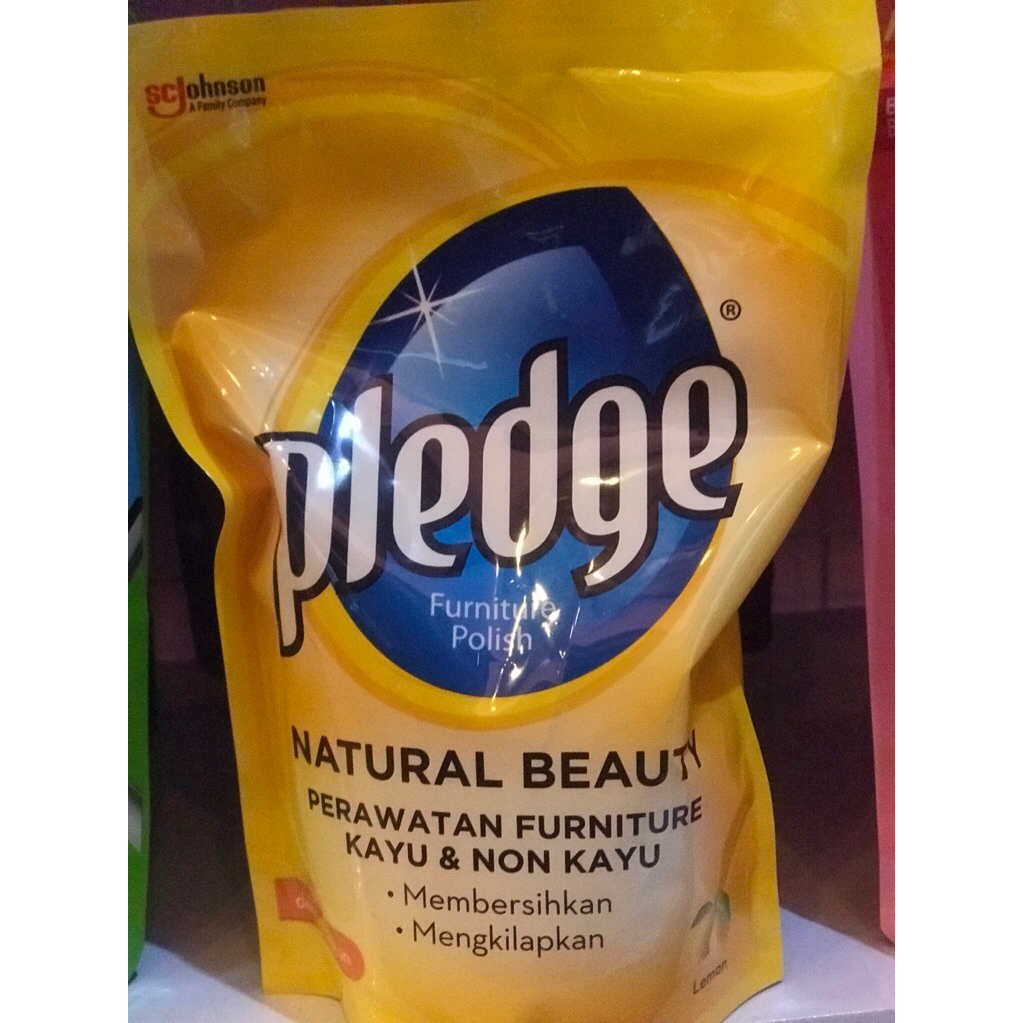 scJohnson
A Family Company
®
pledge
Furniture
Polish
NATURAL BEAUTY
PERAWATAN FURNITURE
KAYU & NON KAYU
• Membersihkan
• Mengkilapkan
Lemon